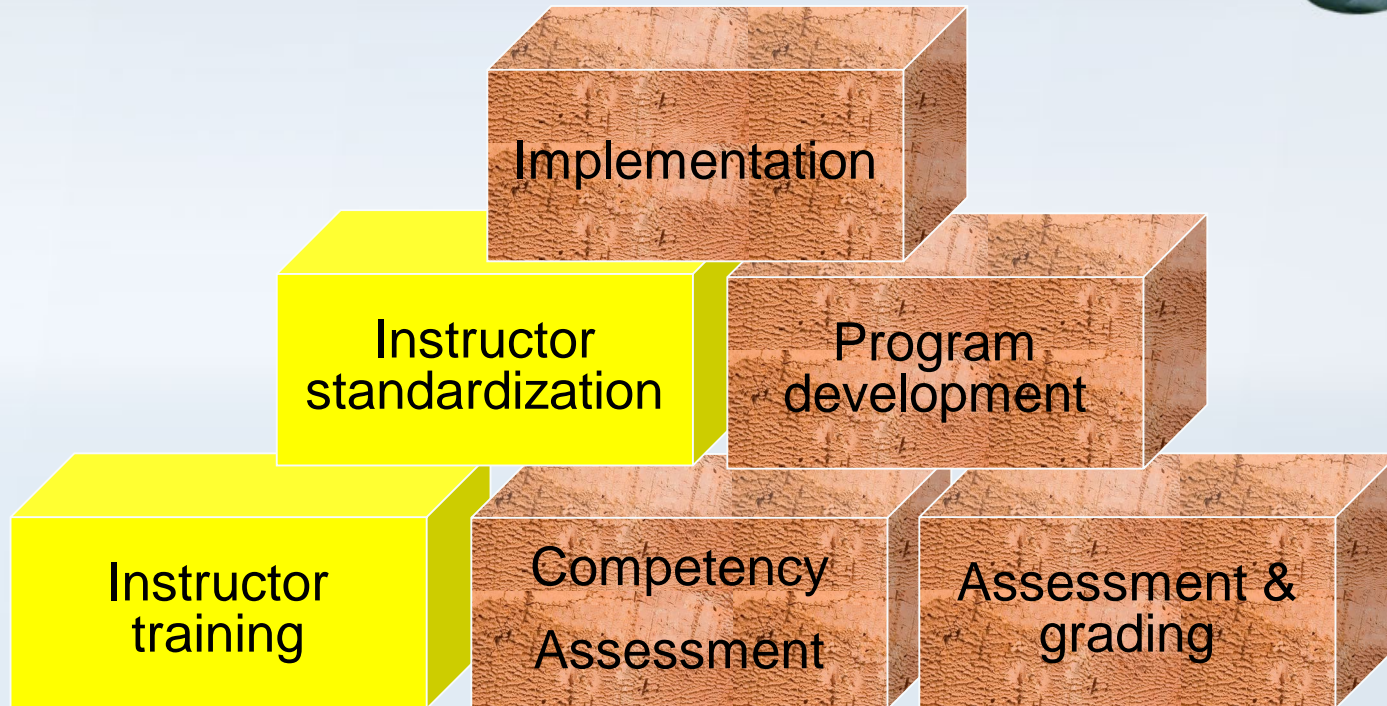 Implementation
Instructor
standardization
Program
development
Instructor
training
Competency
Assessment
Assessment &
grading